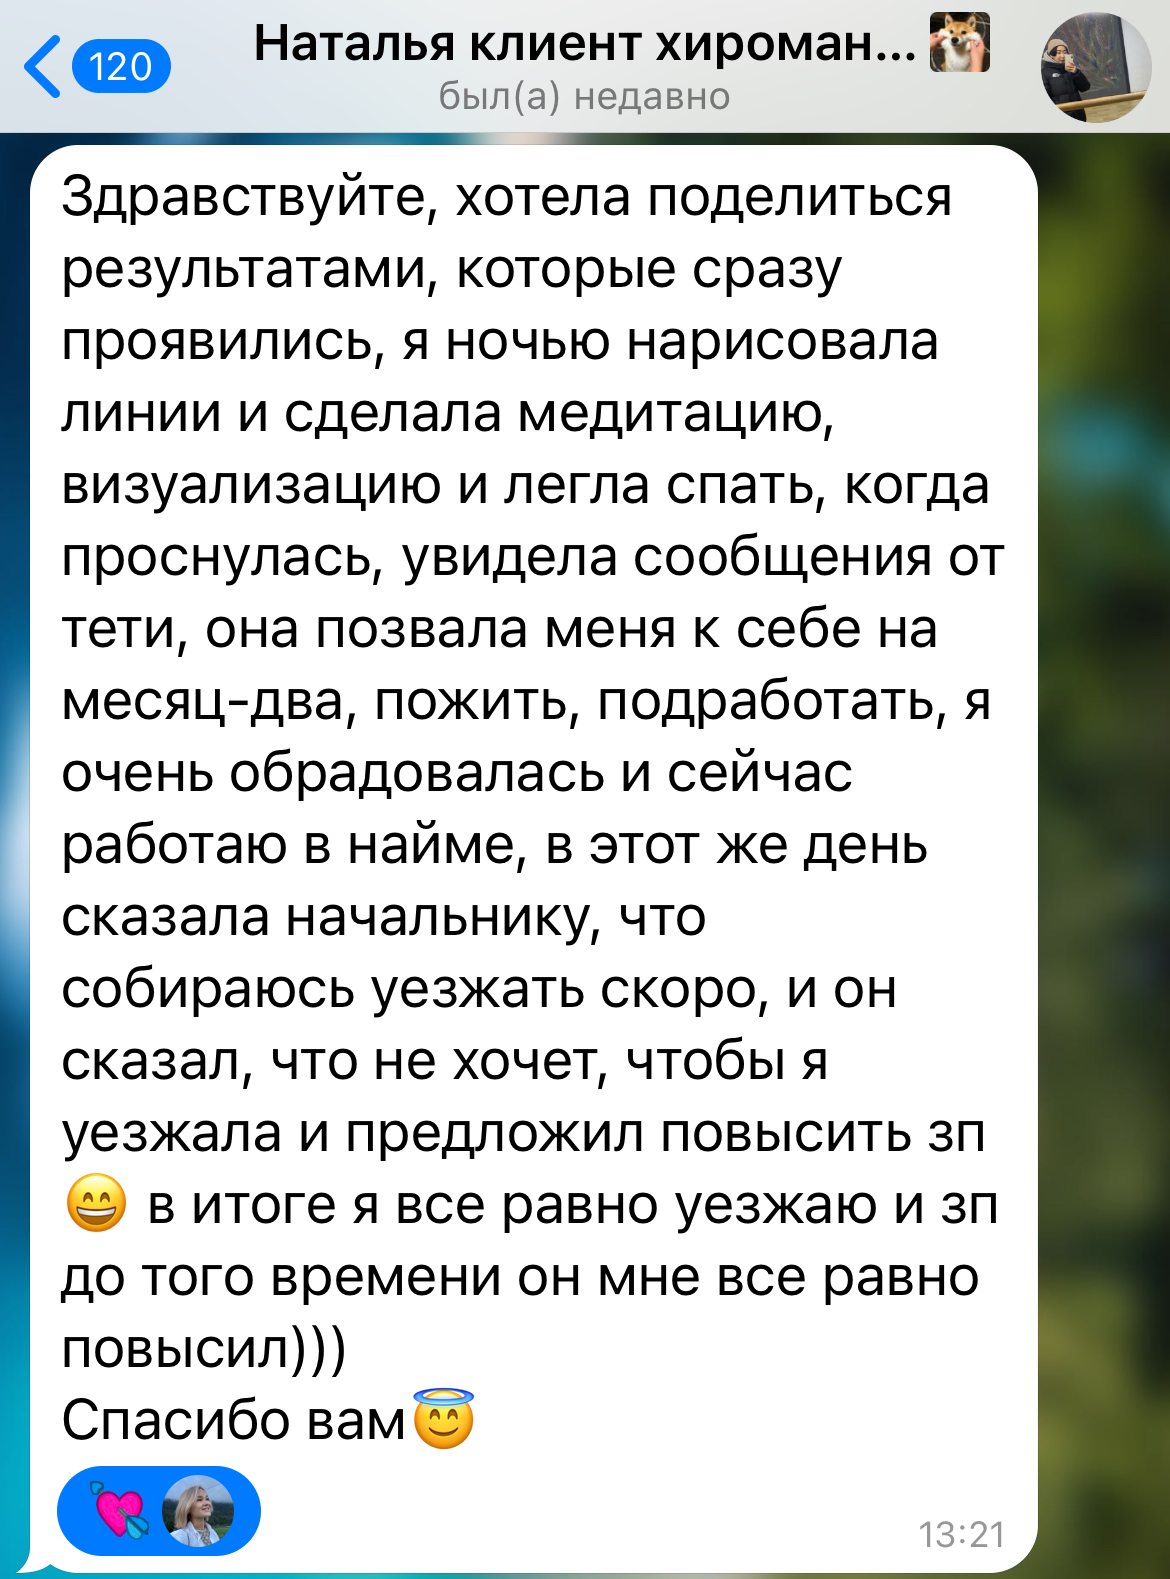 120
Наталья клиент хироман...
был(а) недавно
Здравствуйте, хотела поделиться
результатами, которые сразу
проявились, я ночью нарисовала
линии и сделала медитацию,
визуализацию и легла спать, когда
проснулась, увидела сообщения от
тети, она позвала меня к себе на
месяц-два, пожить, подработать, я
очень обрадовалась и сейчас
работаю в найме, в этот же день
сказала начальнику, что
собираюсь уезжать скоро, и он
сказал, что не хочет, чтобы я
уезжала и предложил повысить зп
😄 в итоге я все равно уезжаю и зп
до того времени он мне все равно
повысил)))
Спасибо вам😇
💘
13:21